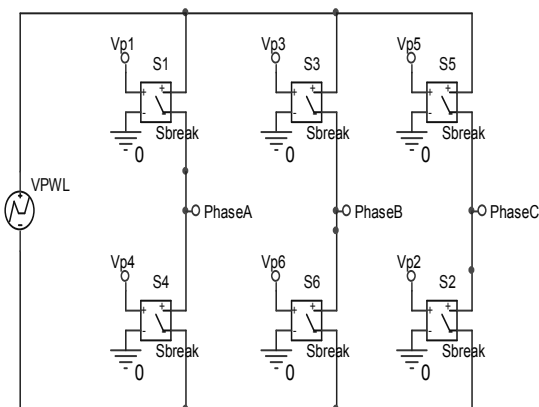 Vp1 Vp3 Vp5
S1 S3 S5
+ + + + + +
- - -
Sbreak Sbreak Sbreak
0 0 0
VPWL
+
-
PhaseA PhaseB PhaseC
Vp4 Vp6 Vp2
S4 S6 S2
+ + + + + +
- - -
Sbreak Sbreak Sbreak
0 0 0